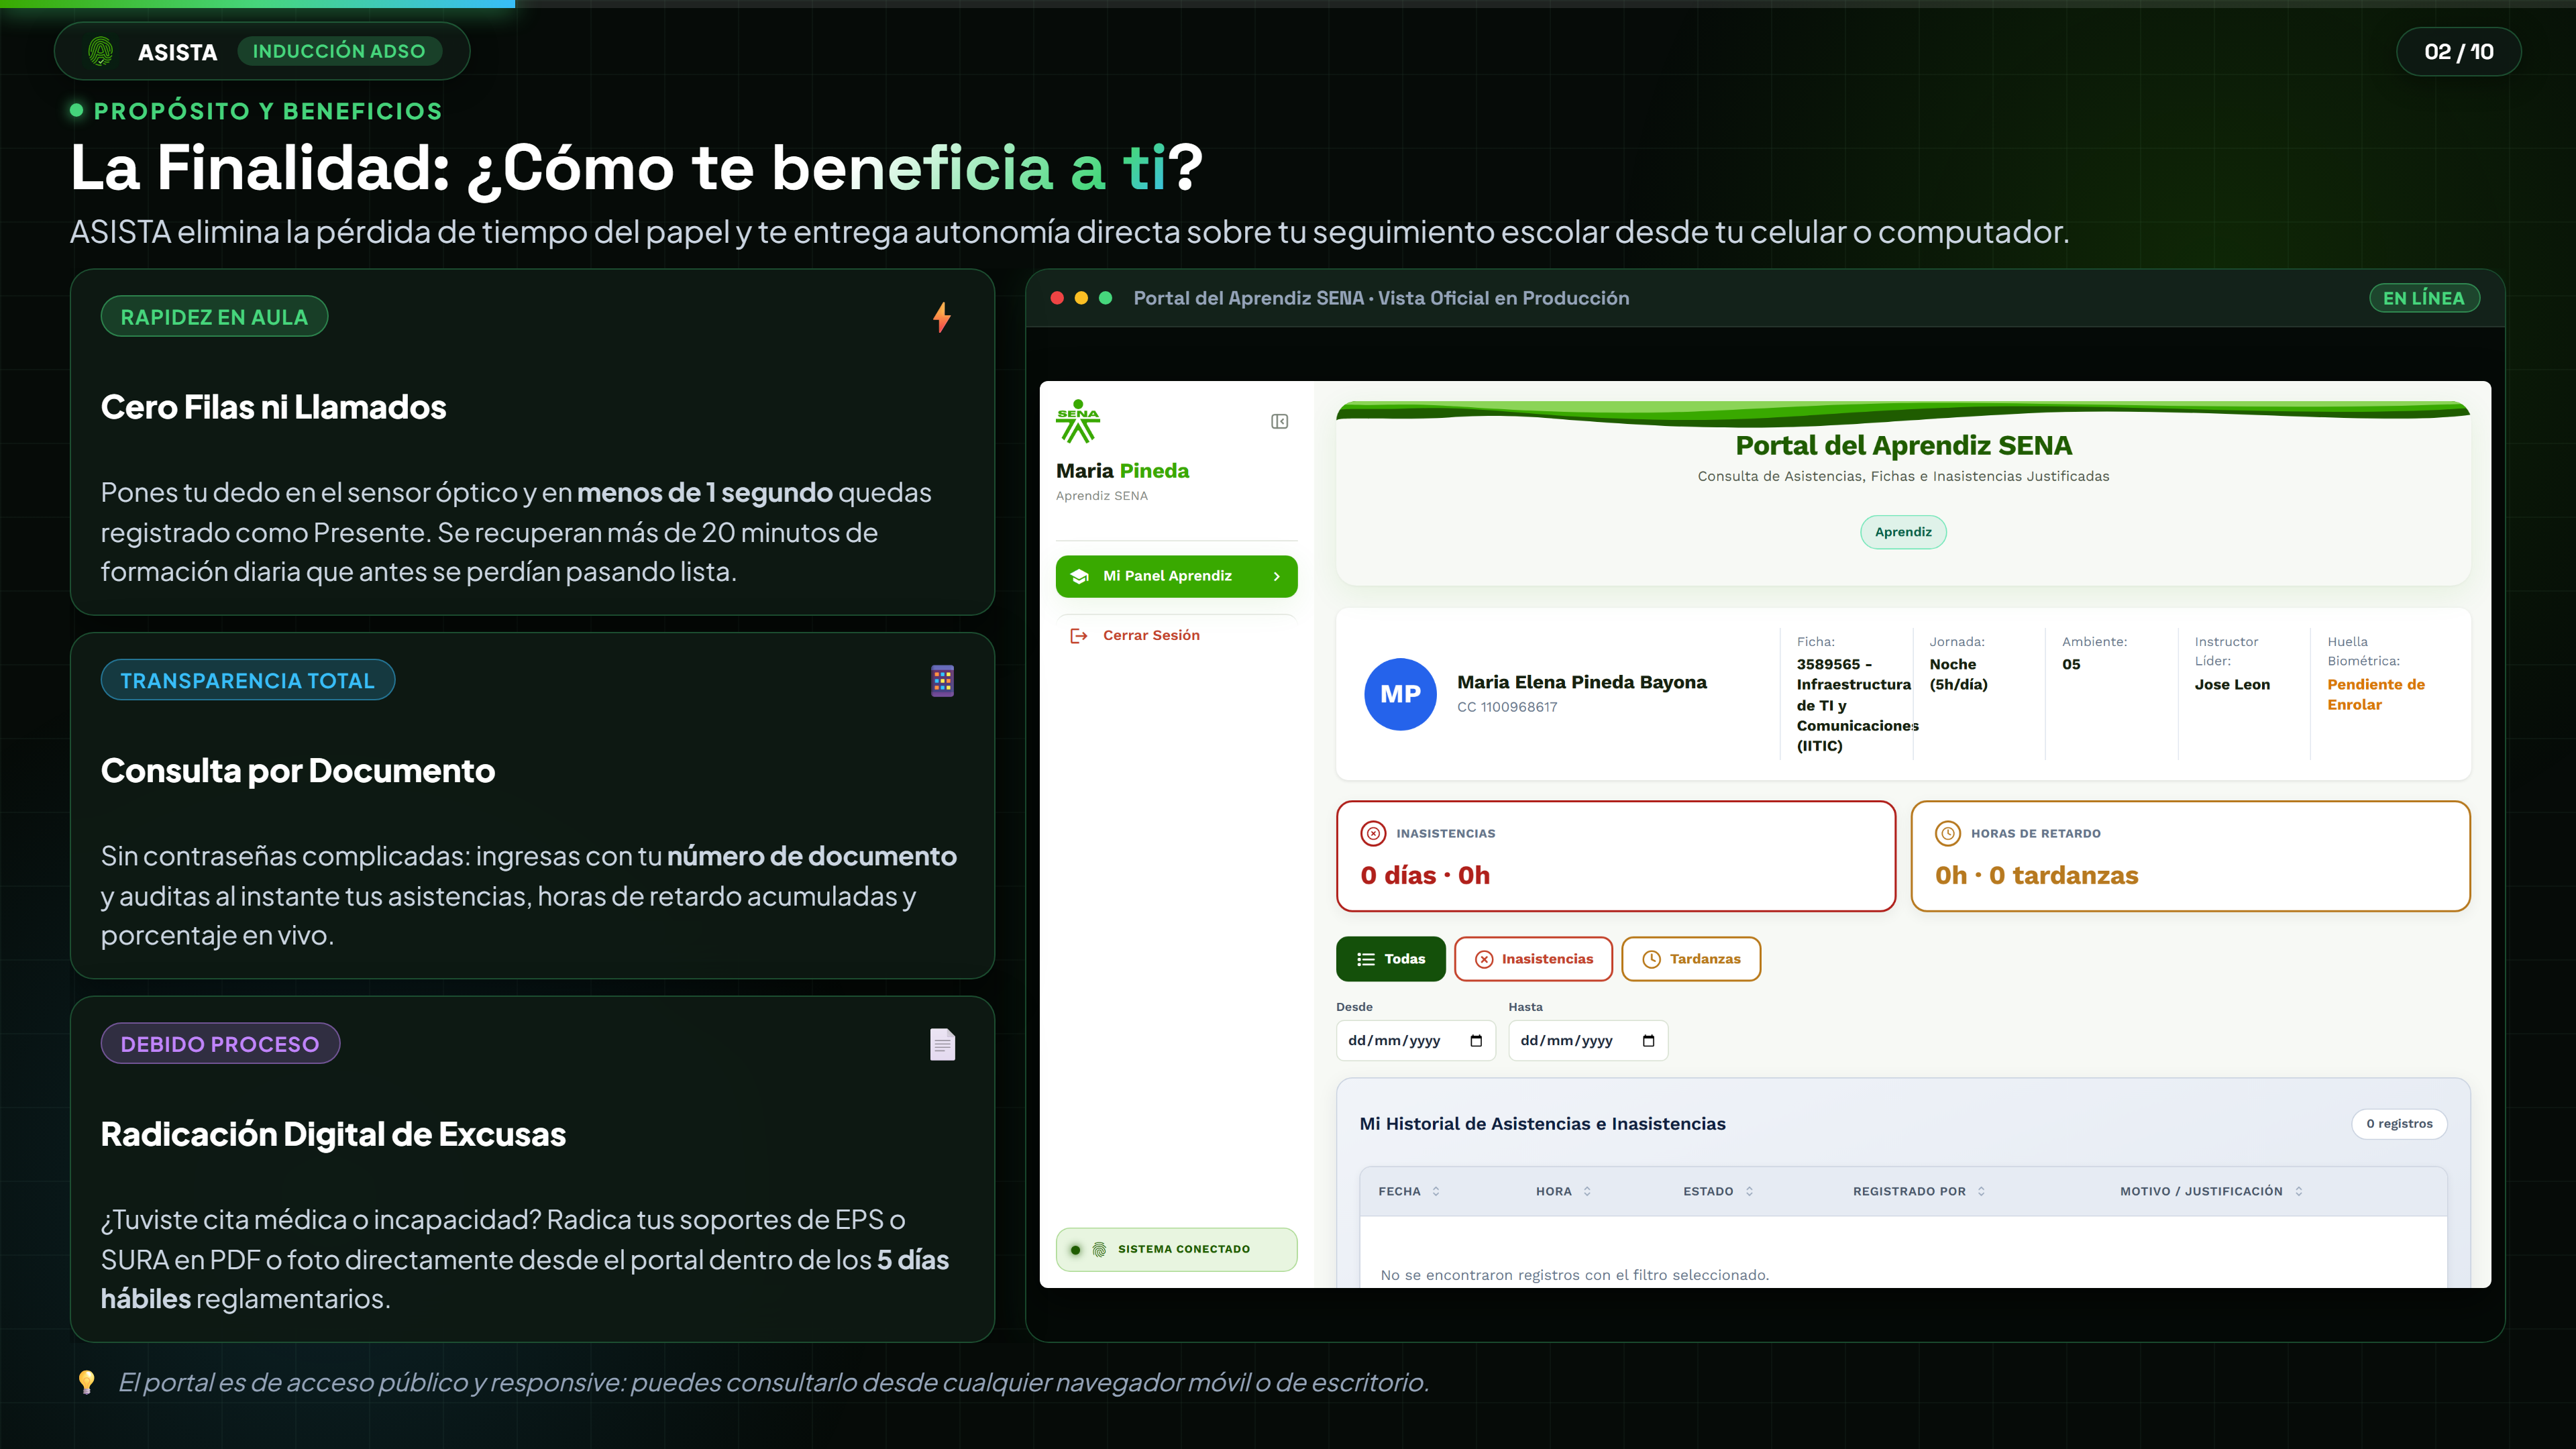 ASISTA INDUCCIÓN ADSO
02 / 10
PROPÓSITO Y BENEFICIOS
La Finalidad: ¿Cómo te beneficia a ti?
ASISTA elimina la pérdida de tiempo del papel y te entrega autonomía directa sobre tu seguimiento escolar desde tu celular o computador.
RAPIDEZ EN AULA
Cero Filas ni Llamados
Pones tu dedo en el sensor óptico y en menos de 1 segundo quedas
registrado como Presente. Se recuperan más de 20 minutos de
formación diaria que antes se perdían pasando lista.
TRANSPARENCIA TOTAL
Consulta por Documento
Sin contraseñas complicadas: ingresas con tu número de documento
y auditas al instante tus asistencias, horas de retardo acumuladas y
porcentaje en vivo.
DEBIDO PROCESO
Radicación Digital de Excusas
¿Tuviste cita médica o incapacidad? Radica tus soportes de EPS o
SURA en PDF o foto directamente desde el portal dentro de los 5 días
hábiles reglamentarios.
Portal del Aprendiz SENA · Vista Oficial en Producción
EN LÍNEA
SENA
Maria Pineda
Aprendiz SENA
Mi Panel Aprendiz
Cerrar Sesión
SISTEMA CONECTADO
Portal del Aprendiz SENA
Consulta de Asistencias, Fichas e Inasistencias Justificadas
Aprendiz
MP
Maria Elena Pineda Bayona
CC 1100968617
Ficha:
3589565 -
Infraestructura
de TI y
Comunicaciones
(IITIC)
Jornada:
Noche
(5h/día)
Ambiente:
05
Instructor
Líder:
Jose Leon
Huella
Biométrica:
Pendiente de
Enrolar
INASISTENCIAS
0 días · 0h
HORAS DE RETARDO
0h · 0 tardanzas
Todas
Inasistencias
Tardanzas
Desde
dd/mm/yyyy
Hasta
dd/mm/yyyy
Mi Historial de Asistencias e Inasistencias
0 registros
FECHA
HORA
ESTADO
REGISTRADO POR
MOTIVO / JUSTIFICACIÓN
No se encontraron registros con el filtro seleccionado.
El portal es de acceso público y responsive: puedes consultarlo desde cualquier navegador móvil o de escritorio.